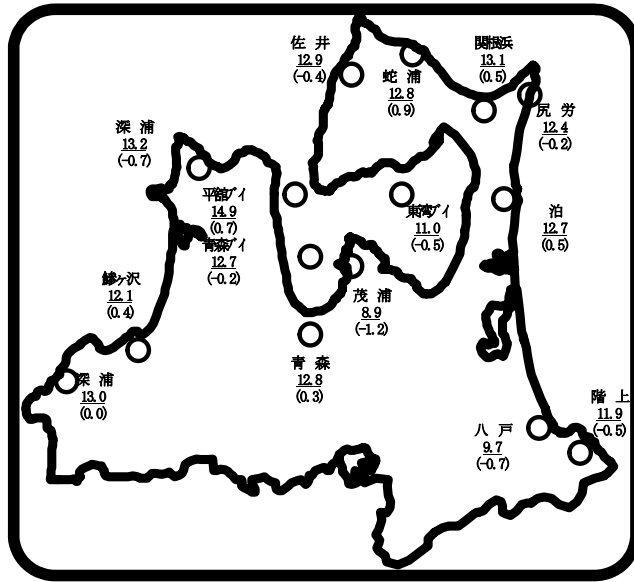 佐井
12.9
(-0.4)
蛇浦
12.8
(0.9)
関根浜
13.1
(0.5)
尻労
12.4
(-0.2)
深浦
13.2
(-0.7)
平舘ブイ
14.9
(0.7)
青森ブイ
12.7
(-0.2)
東湾ブイ
11.0
(-0.5)
泊
12.7
(0.5)
鰺ヶ沢
12.1
(0.4)
茂浦
8.9
(-1.2)
青森
12.8
(0.3)
深浦
13.0
(0.0)
八戸
9.7
(-0.7)
階上
11.9
(-0.5)